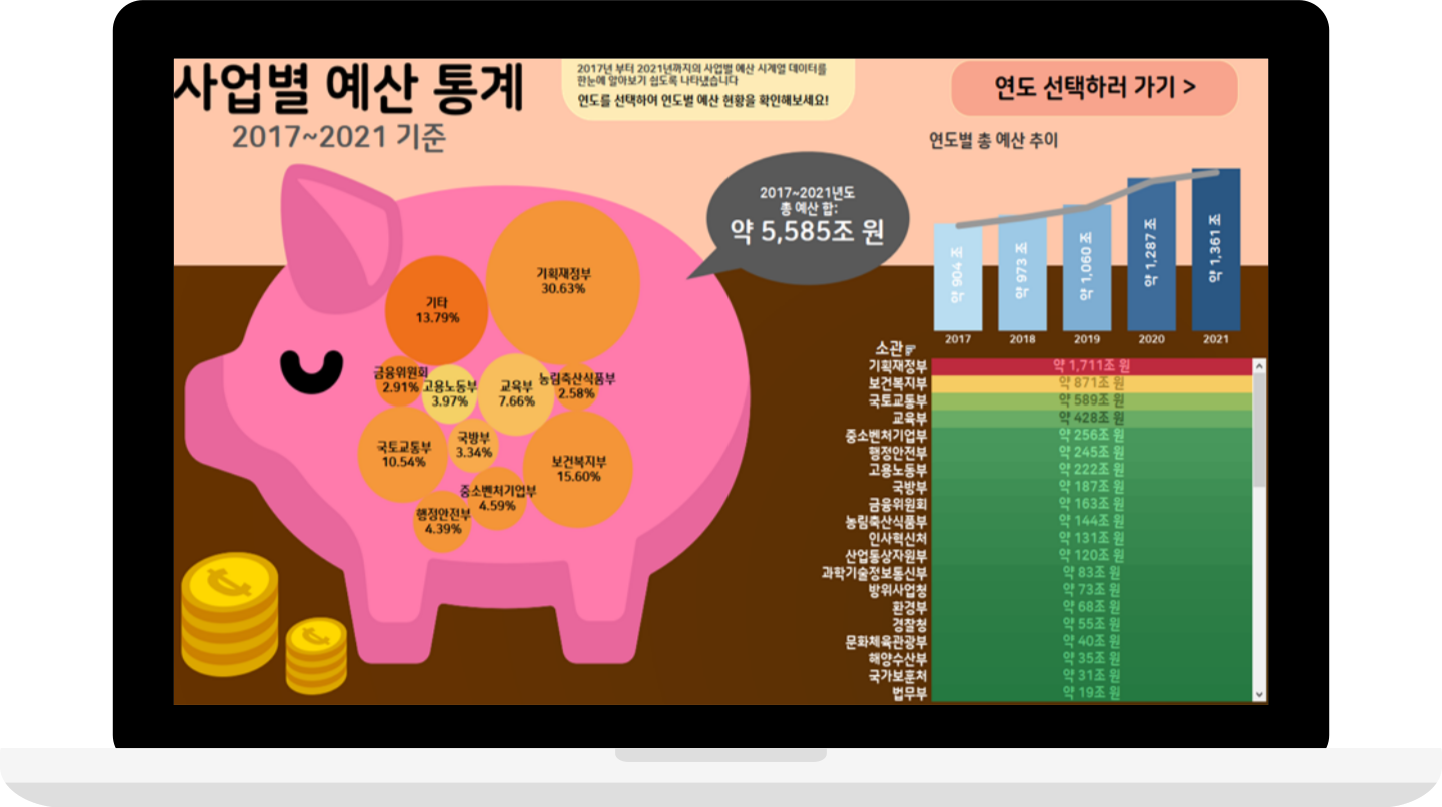 사업별 예산 통계
2017~2021 기준
2017년 부터 2021년까지의 사업별 예산 시계열 데이터를
한눈에 알아보기 쉽도록 나타냈습니다
연도를 선택하여 연도별 예산 현황을 확인해보세요!
연도 선택하러 가기 >
연도별 총 예산 추이
2017~2021년도
총 예산 합:
약 5,585조 원
기획재정부
30.63%
기타
13.79%
금융위원회
2.91%
고용노동부
3.97%
교육부
7.66%
농림축산식품부
2.58%
국토교통부
10.54%
국방부
3.34%
보건복지부
15.60%
중소벤처기업부
4.59%
행정안전부
4.39%
약 904 조
약 973 조
약 1,060 조
약 1,287 조
약 1,361 조
2017 2018 2019 2020 2021
소관
기획재정부 약 1,711조 원
보건복지부 약 871조 원
국토교통부 약 589조 원
교육부 약 428조 원
중소벤처기업부 약 256조 원
행정안전부 약 245조 원
고용노동부 약 222조 원
국방부 약 187조 원
금융위원회 약 163조 원
농림축산식품부 약 144조 원
인사혁신처 약 131조 원
산업통상자원부 약 120조 원
과학기술정보통신부 약 83조 원
방위사업청 약 73조 원
환경부 약 68조 원
경찰청 약 55조 원
문화체육관광부 약 40조 원
해양수산부 약 35조 원
국가보훈처 약 31조 원
법무부 약 19조 원